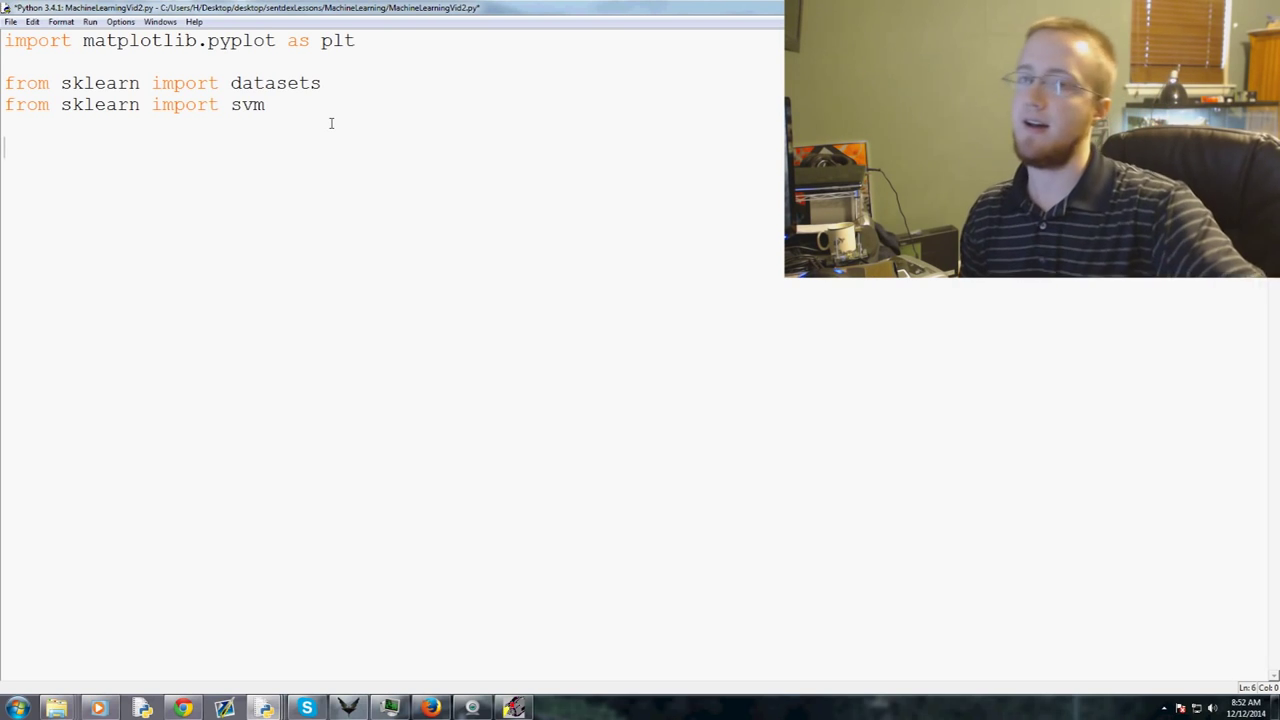 *Python 3.4.1: MachineLearningVid2.py - C:/Users/H/Desktop/desktop/sentdexLessons/MachineLearning/MachineLearningVid2.py*
File Edit Format Run Options Windows Help
import matplotlib.pyplot as plt
from sklearn import datasets
from sklearn import svm
Ln: 6 Col: 0
8:52 AM
12/12/2014